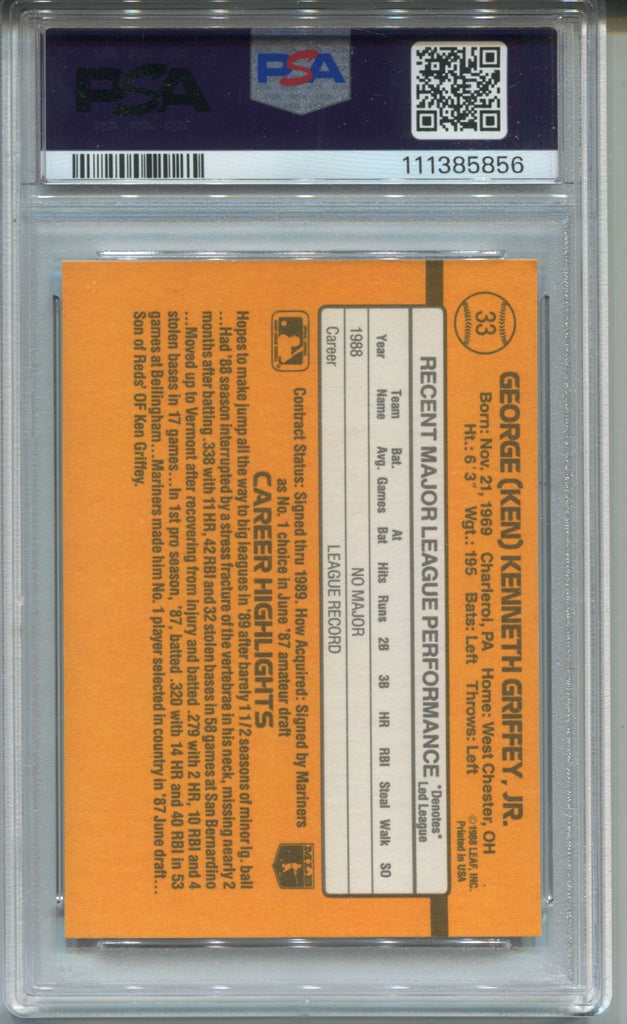 PSA
PSA PSA PSA
PSA
111385856
33
GEORGE (KEN) KENNETH GRIFFEY, JR.
Born: Nov. 21, 1969 Charleroi, PA Home: West Chester, OH
Ht.: 6' 3" Wgt.: 195 Bats: Left Throws: Left
©1988 LEAF, INC.
Printed in USA
RECENT MAJOR LEAGUE PERFORMANCE
*Denotes*
Led League
Year Team Name Bat. Avg. Games At Bat Hits Runs 2B 3B HR RBI Steal Walk SO
1988 NO MAJOR
Career LEAGUE RECORD
Contract Status: Signed thru 1989. How Acquired: Signed by Mariners
as No. 1 choice in June '87 amateur draft
MLB
CAREER HIGHLIGHTS
Hopes to make jump all the way to big leagues in '89 after barely 1 1/2 seasons of minor lg. ball
...Had '88 season interrupted by a stress fracture of the vertebrae in his neck, missing nearly 2
months after batting .338 with 11 HR, 42 RBI and 32 stolen bases in 58 games at San Bernardino
...Moved up to Vermont after recovering from injury and batted .279 with 2 HR, 10 RBI and 4
stolen bases in 17 games...In 1st pro season, '87, batted .320 with 14 HR and 40 RBI in 53
games at Bellingham...Mariners made him No. 1 player selected in country in '87 June draft...
Son of Reds' OF Ken Griffey.